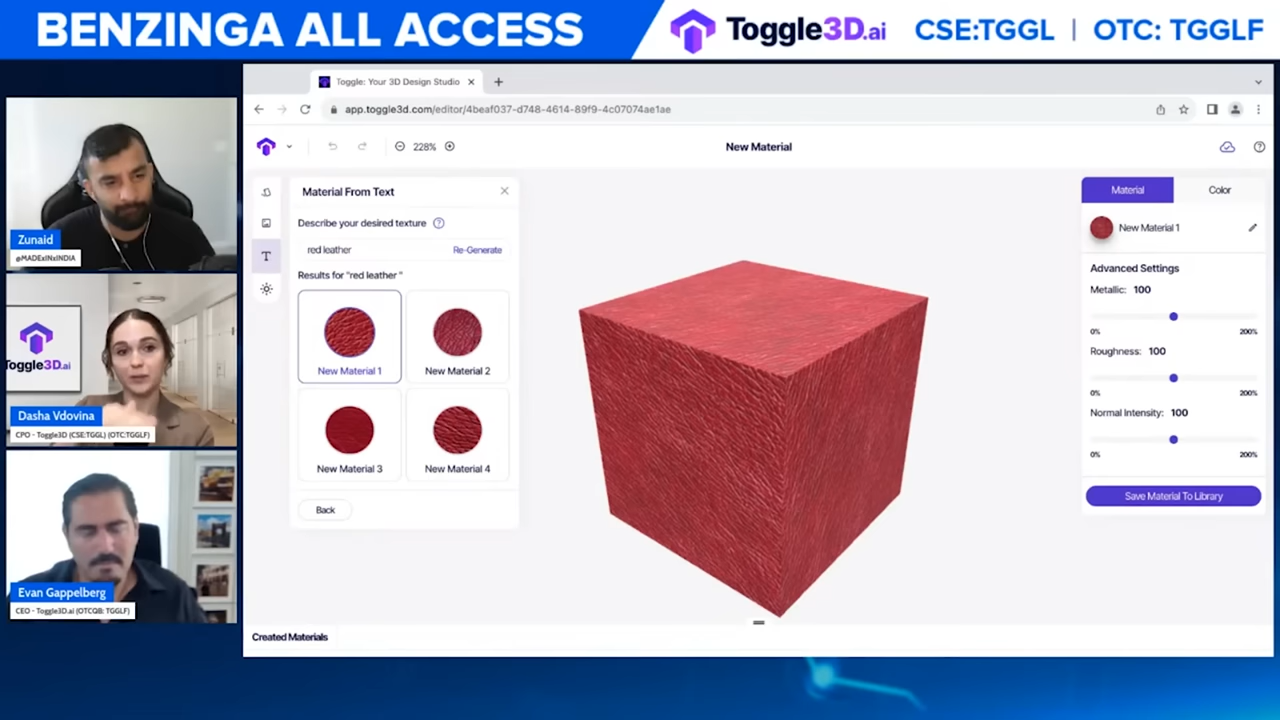 BENZINGA ALL ACCESS
Toggle3D.ai
CSE:TGGL | OTC: TGGLF
Toggle: Your 3D Design Studio
app.toggle3d.com/editor/4beaf037-d748-4614-89f9-4c07074ae1ae
228%
New Material
Zunaid
@MADExINxINDIA
Toggle3D.ai
Dasha Vdovina
CPO - Toggle3D (CSE:TGGL) (OTC:TGGLF)
Evan Gappelberg
CEO - Toggle3D.ai (OTCQB: TGGLF)
Material From Text
Describe your desired texture
red leather
Re-Generate
Results for "red leather "
New Material 1
New Material 2
New Material 3
New Material 4
Back
Material
Color
New Material 1
Advanced Settings
Metallic: 100
0%
200%
Roughness: 100
0%
200%
Normal Intensity: 100
0%
200%
Save Material To Library
Created Materials